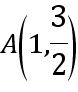 A(1, 3/2)